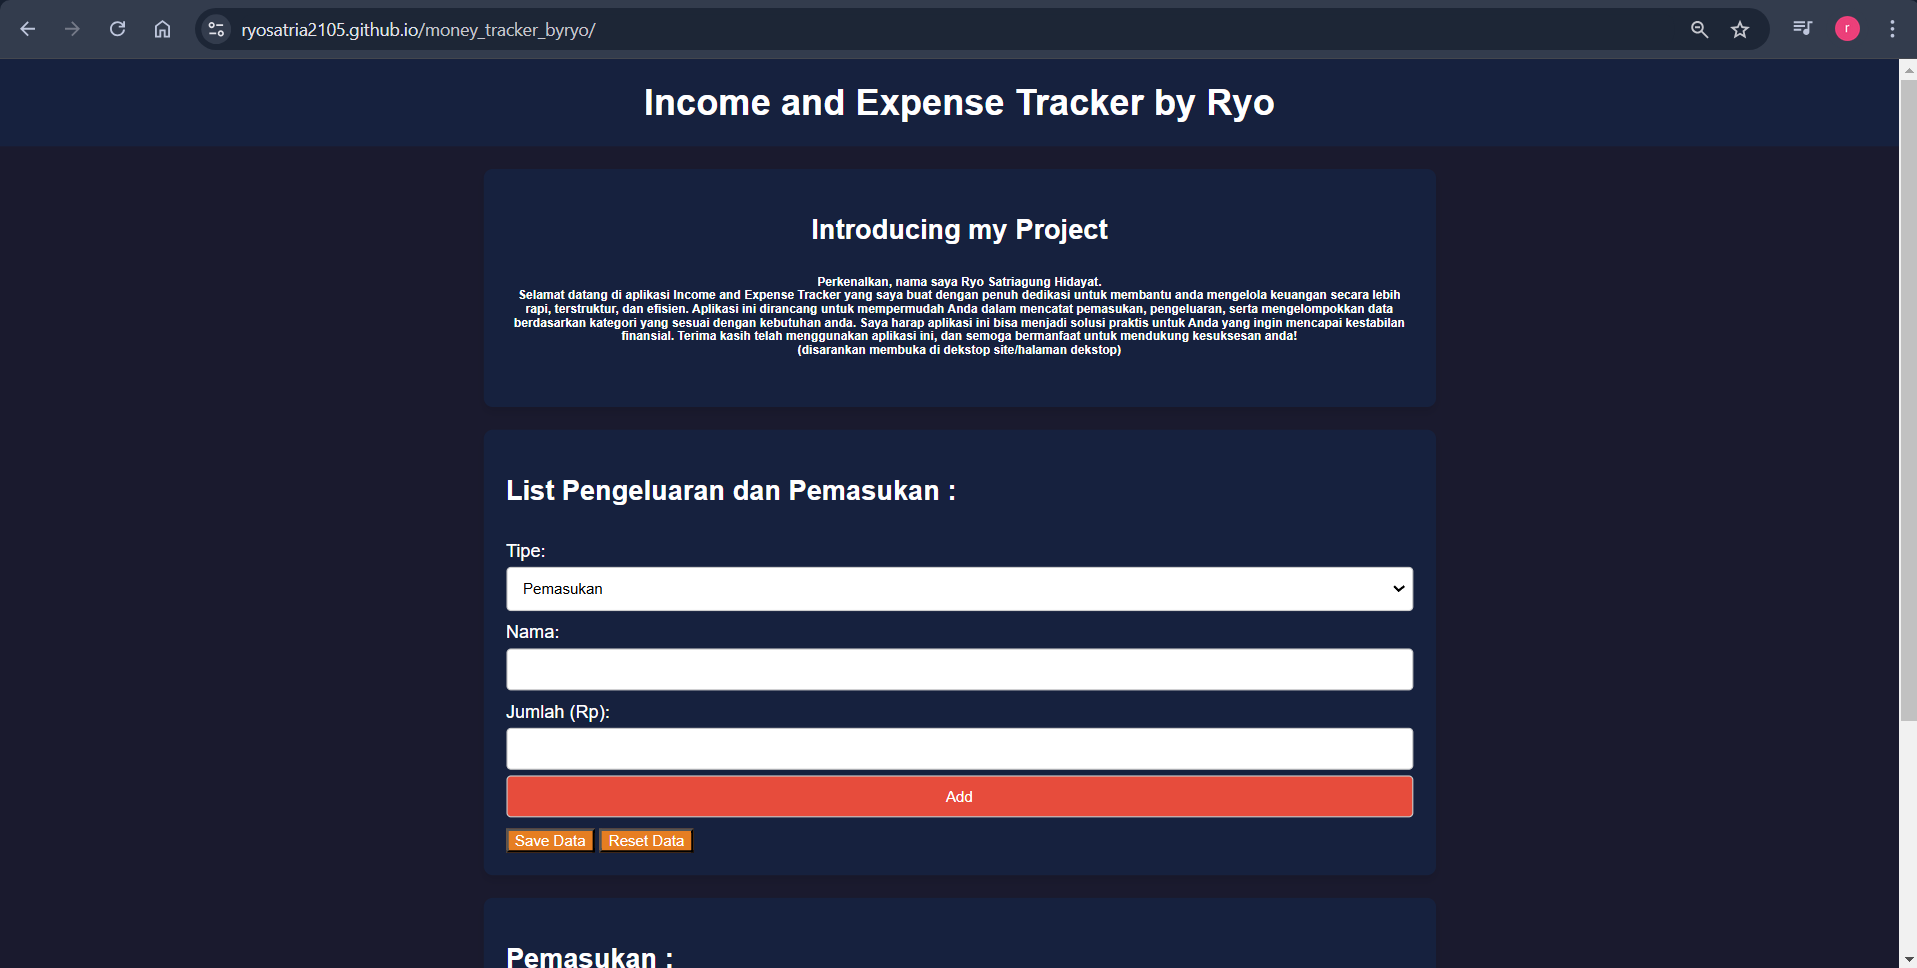 ryosatria2105.github.io/money_tracker_byryo/
r
Income and Expense Tracker by Ryo
Introducing my Project
Perkenalkan, nama saya Ryo Satriagung Hidayat.
Selamat datang di aplikasi Income and Expense Tracker yang saya buat dengan penuh dedikasi untuk membantu anda mengelola keuangan secara lebih
rapi, terstruktur, dan efisien. Aplikasi ini dirancang untuk mempermudah Anda dalam mencatat pemasukan, pengeluaran, serta mengelompokkan data
berdasarkan kategori yang sesuai dengan kebutuhan anda. Saya harap aplikasi ini bisa menjadi solusi praktis untuk Anda yang ingin mencapai kestabilan
finansial. Terima kasih telah menggunakan aplikasi ini, dan semoga bermanfaat untuk mendukung kesuksesan anda!
(disarankan membuka di dekstop site/halaman dekstop)
List Pengeluaran dan Pemasukan :
Tipe:
Pemasukan
Nama:
Jumlah (Rp):
Add
Save Data Reset Data
Pemasukan :